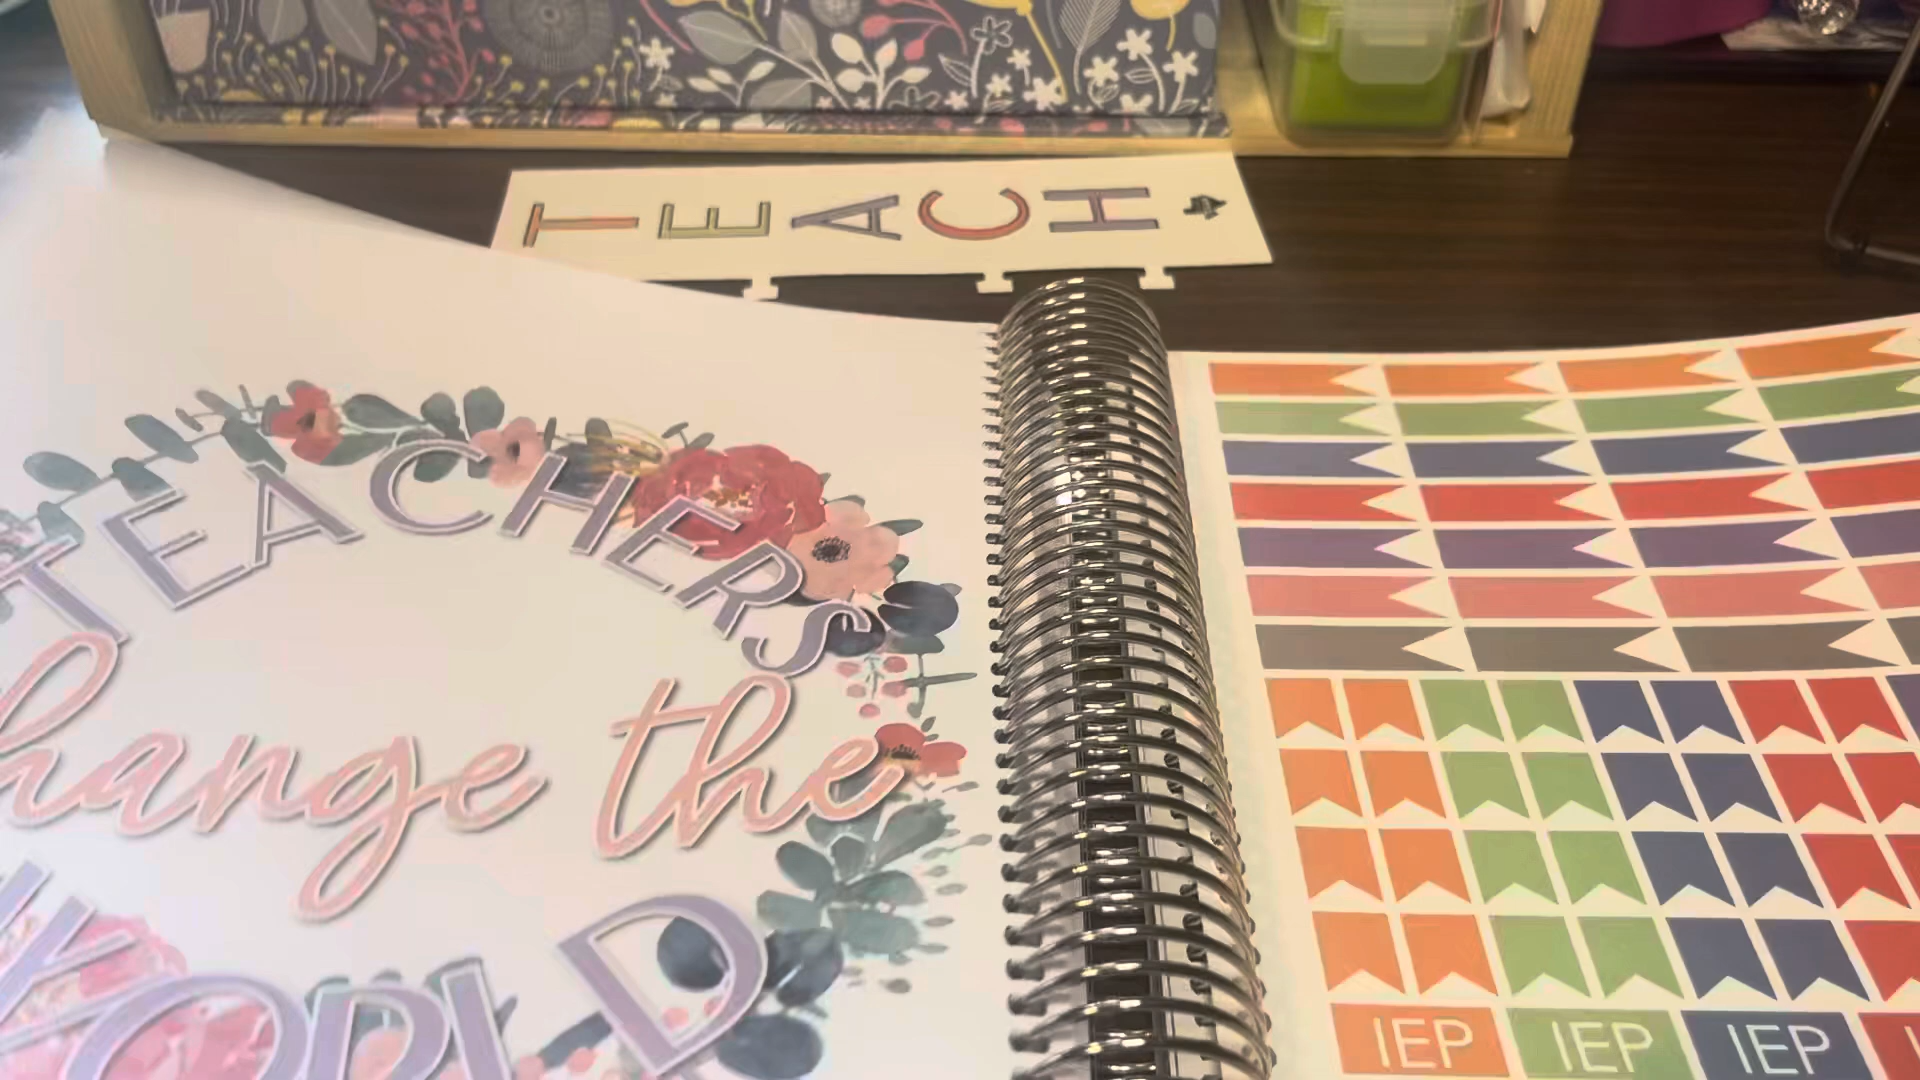 TEACH
TEACHERS
change the
WORLD
IEP IEP IEP